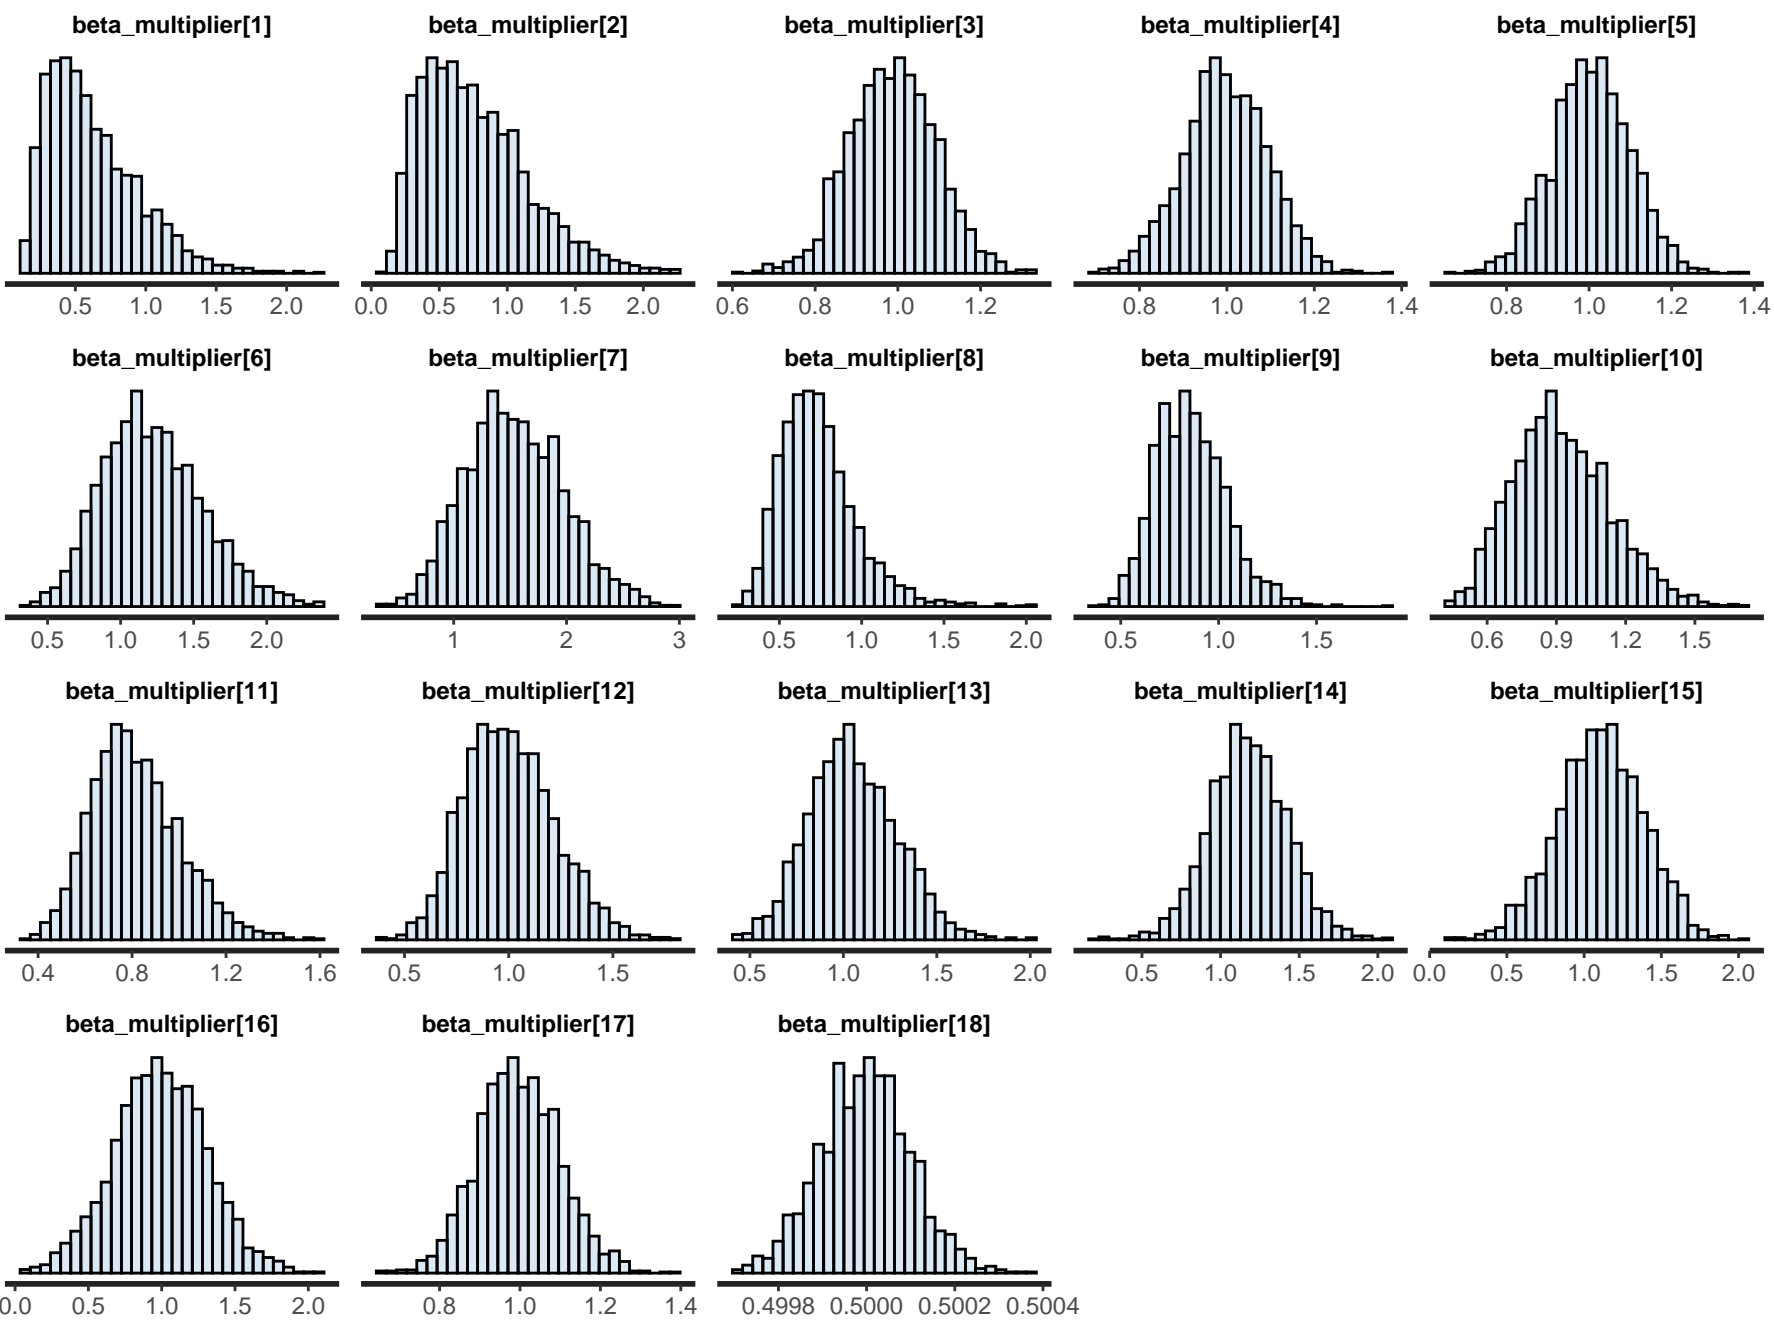 beta_multiplier[1] beta_multiplier[2] beta_multiplier[3] beta_multiplier[4] beta_multiplier[5]
0.5 1.0 1.5 2.0 0.0 0.5 1.0 1.5 2.0 0.6 0.8 1.0 1.2 0.8 1.0 1.2 1.4 0.8 1.0 1.2 1.4
beta_multiplier[6] beta_multiplier[7] beta_multiplier[8] beta_multiplier[9] beta_multiplier[10]
0.5 1.0 1.5 2.0 1 2 3 0.5 1.0 1.5 2.0 0.5 1.0 1.5 0.6 0.9 1.2 1.5
beta_multiplier[11] beta_multiplier[12] beta_multiplier[13] beta_multiplier[14] beta_multiplier[15]
0.4 0.8 1.2 1.6 0.5 1.0 1.5 0.5 1.0 1.5 2.0 0.5 1.0 1.5 2.0 0.0 0.5 1.0 1.5 2.0
beta_multiplier[16] beta_multiplier[17] beta_multiplier[18]
0.0 0.5 1.0 1.5 2.0 0.8 1.0 1.2 1.4 0.4998 0.5000 0.5002 0.5004